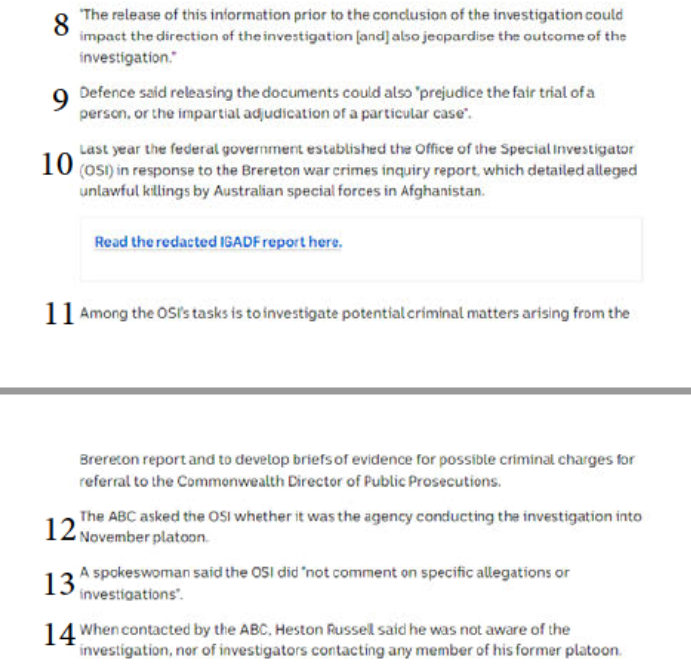 8 "The release of this information prior to the conclusion of the investigation could
impact the direction of the investigation [and] also jeopardise the outcome of the
investigation."
9 Defence said releasing the documents could also "prejudice the fair trial of a
person, or the impartial adjudication of a particular case".
10 Last year the federal government established the Office of the Special Investigator
(OSI) in response to the Brereton war crimes inquiry report, which detailed alleged
unlawful killings by Australian special forces in Afghanistan.
Read the redacted IGADF report here.
11 Among the OSI's tasks is to investigate potential criminal matters arising from the
Brereton report and to develop briefs of evidence for possible criminal charges for
referral to the Commonwealth Director of Public Prosecutions.
12 The ABC asked the OSI whether it was the agency conducting the investigation into
November platoon.
13 A spokeswoman said the OSI did "not comment on specific allegations or
investigations".
14 When contacted by the ABC, Heston Russell said he was not aware of the
investigation, nor of investigators contacting any member of his former platoon.